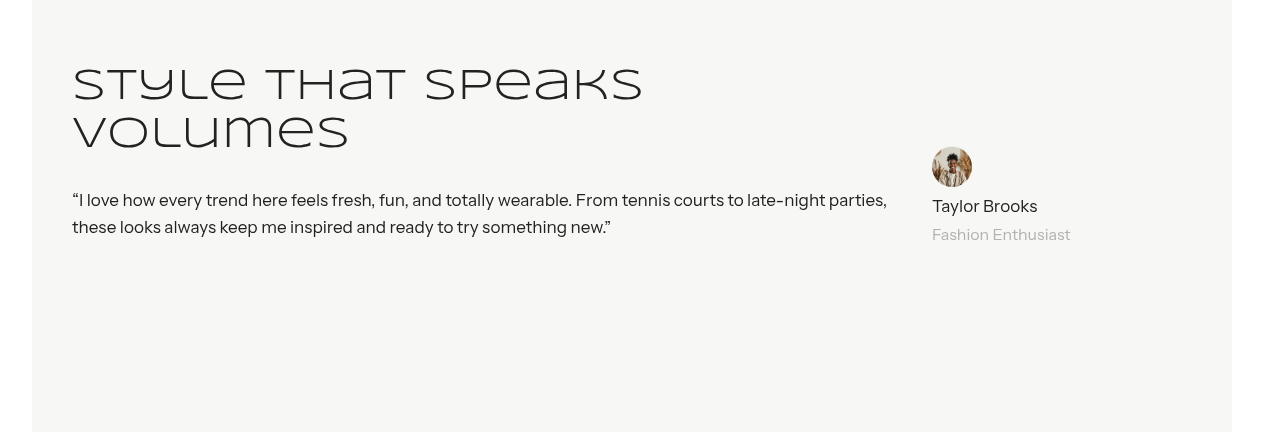 Style that speaks
volumes
“I love how every trend here feels fresh, fun, and totally wearable. From tennis courts to late-night parties,
these looks always keep me inspired and ready to try something new.”
Taylor Brooks
Fashion Enthusiast